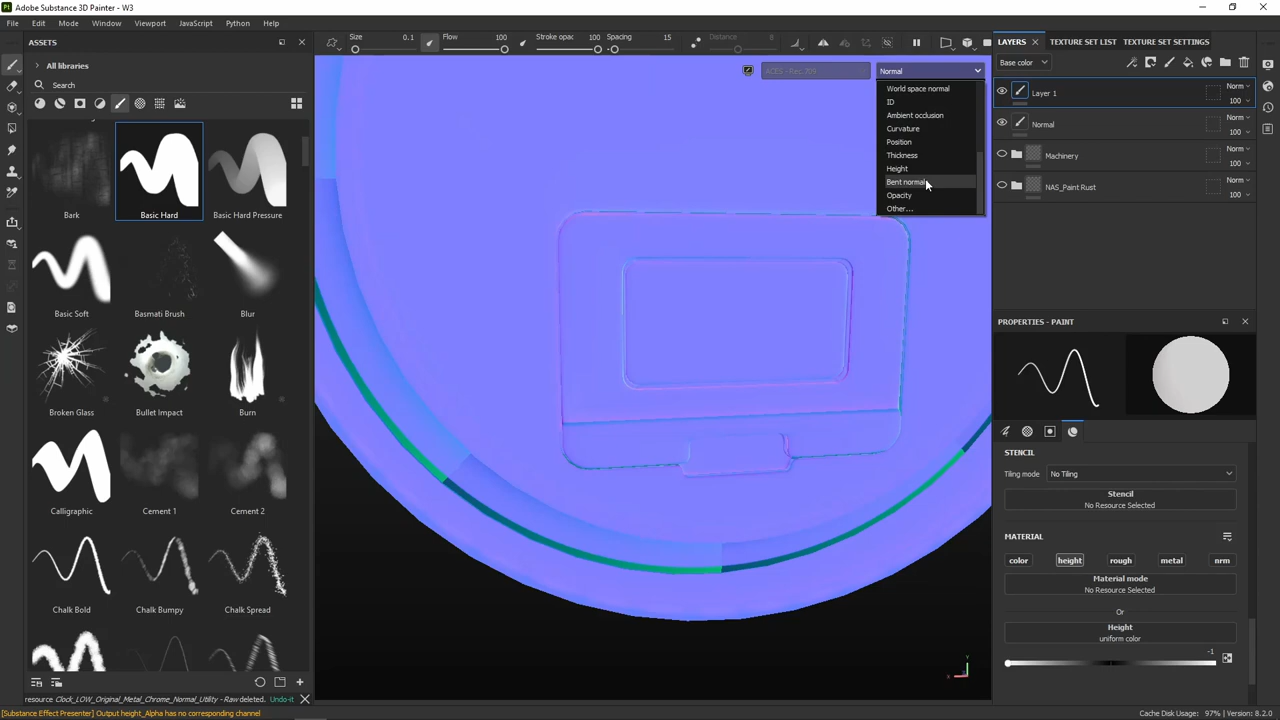 Adobe Substance 3D Painter - W3
File Edit Mode Window Viewport JavaScript Python Help
ASSETS
All libraries
Search
Bark
Basic Hard
Basic Hard Pressure
Basic Soft
Basmati Brush
Blur
Broken Glass
Bullet Impact
Burn
Calligraphic
Cement 1
Cement 2
Chalk Bold
Chalk Bumpy
Chalk Spread
resource Clock_LOW_Original_Metal_Chrome_Normal_Utility - Raw deleted. Undo-it
[Substance Effect Presenter] Output height_Alpha has no corresponding channel
Size 0.1
Flow 100
Stroke opac 100
Spacing 15
Distance 8
ACES - Rec.709
Normal
World space normal
ID
Ambient occlusion
Curvature
Position
Thickness
Height
Bent normal
Opacity
Other...
Y
X
LAYERS TEXTURE SET LIST TEXTURE SET SETTINGS
Base color
Layer 1
Norm
100
Normal
Norm
100
Machinery
Norm
100
NAS_Paint Rust
Norm
100
PROPERTIES - PAINT
STENCIL
Tiling mode No Tiling
Stencil
No Resource Selected
MATERIAL
color height rough metal nrm
Material mode
No Resource Selected
Or
Height
uniform color
-1
Cache Disk Usage: 97% | Version: 8.2.0